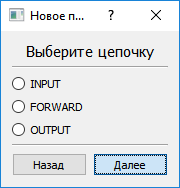 Новое п...
Выберите цепочку
INPUT
FORWARD
OUTPUT
Назад
Далее